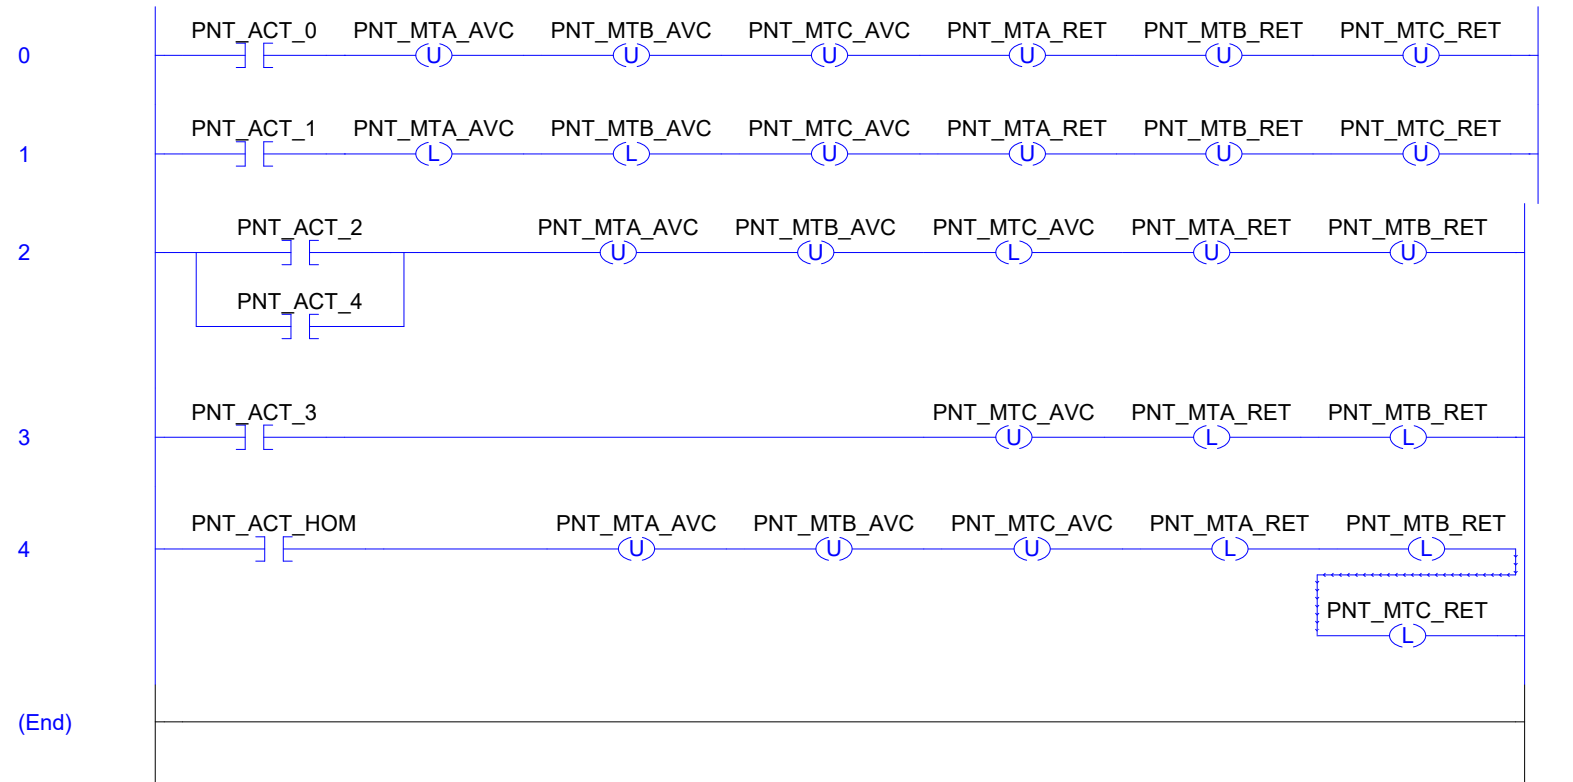 PNT_ACT_0 PNT_MTA_AVC PNT_MTB_AVC PNT_MTC_AVC PNT_MTA_RET PNT_MTB_RET PNT_MTC_RET
0 U U U U U U
PNT_ACT_1 PNT_MTA_AVC PNT_MTB_AVC PNT_MTC_AVC PNT_MTA_RET PNT_MTB_RET PNT_MTC_RET
1 L L U U U U
PNT_ACT_2 PNT_MTA_AVC PNT_MTB_AVC PNT_MTC_AVC PNT_MTA_RET PNT_MTB_RET
2 U U L U U
PNT_ACT_4
PNT_ACT_3 PNT_MTC_AVC PNT_MTA_RET PNT_MTB_RET
3 U L L
PNT_ACT_HOM PNT_MTA_AVC PNT_MTB_AVC PNT_MTC_AVC PNT_MTA_RET PNT_MTB_RET
4 U U U L L
PNT_MTC_RET
L
(End)